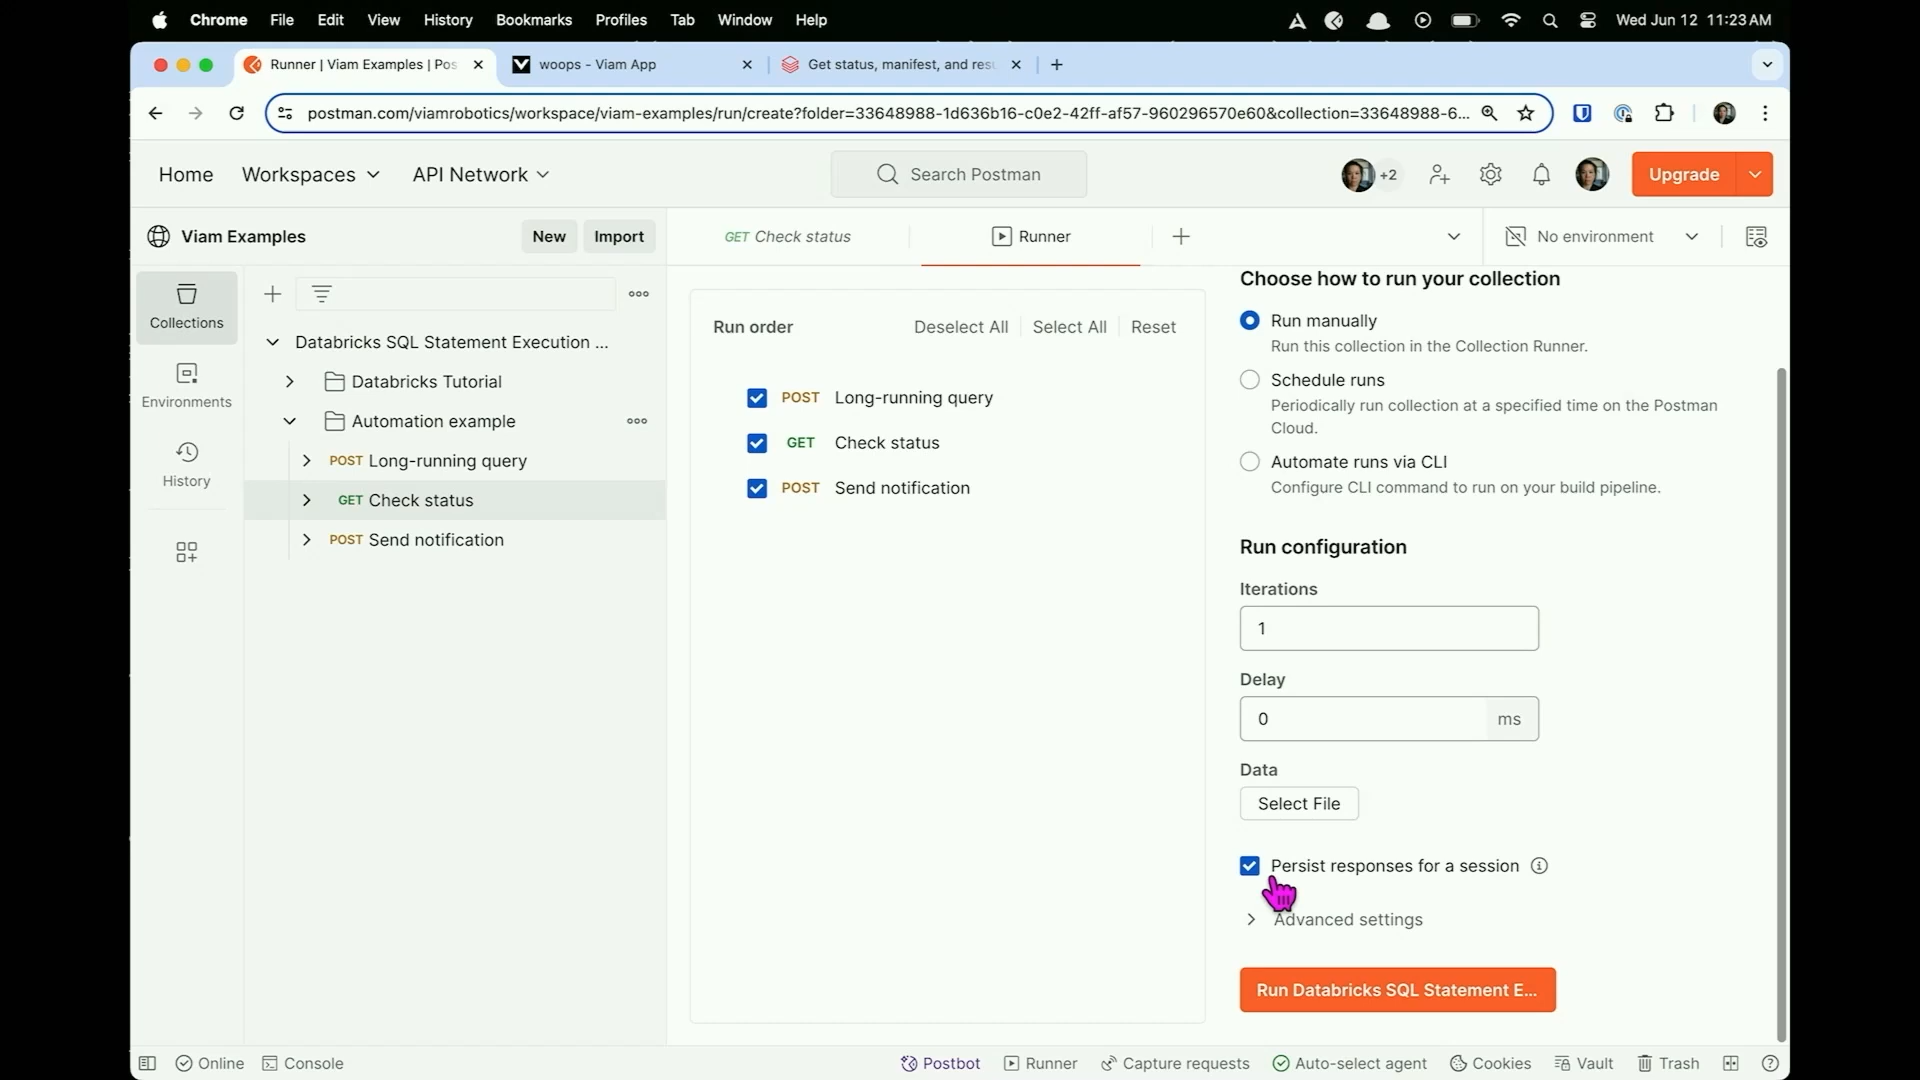 Chrome File Edit View History Bookmarks Profiles Tab Window Help Wed Jun 12 11:23 AM
Runner | Viam Examples | Pos woops - Viam App Get status, manifest, and res
postman.com/viamrobotics/workspace/viam-examples/run/create?folder=33648988-1d636b16-c0e2-42ff-af57-960296570e60&collection=33648988-6...
Home Workspaces API Network Search Postman +2 Upgrade
Viam Examples New Import GET Check status Runner No environment
Collections
Environments
History
Databricks SQL Statement Execution ...
Databricks Tutorial
Automation example
POST Long-running query
GET Check status
POST Send notification
Run order Deselect All Select All Reset
POST Long-running query
GET Check status
POST Send notification
Choose how to run your collection
Run manually
Run this collection in the Collection Runner.
Schedule runs
Periodically run collection at a specified time on the Postman
Cloud.
Automate runs via CLI
Configure CLI command to run on your build pipeline.
Run configuration
Iterations
1
Delay
0 ms
Data
Select File
Persist responses for a session
Advanced settings
Run Databricks SQL Statement E...
Online Console Postbot Runner Capture requests Auto-select agent Cookies Vault Trash